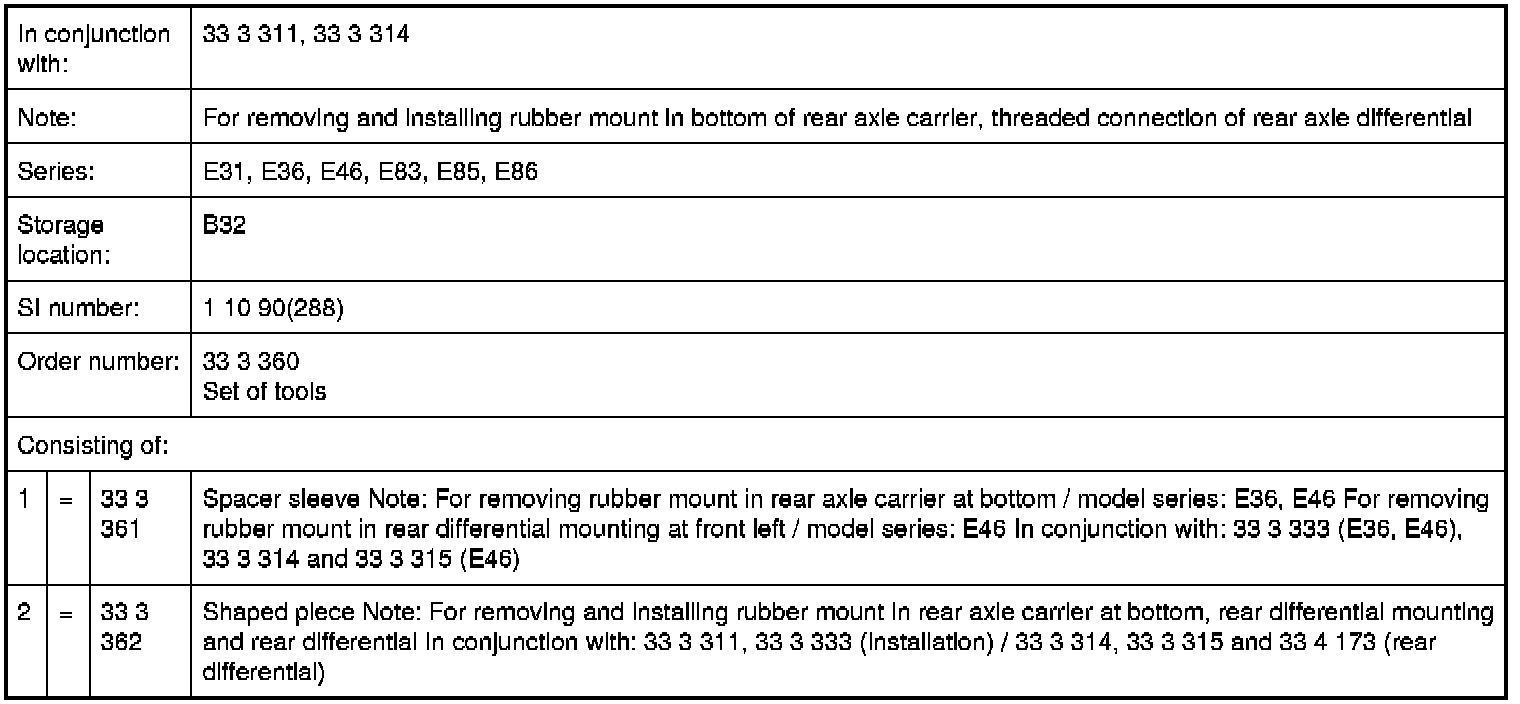 In conjunction with: 33 3 311, 33 3 314
Note: For removing and installing rubber mount in bottom of rear axle carrier, threaded connection of rear axle differential
Series: E31, E36, E46, E83, E85, E86
Storage location: B32
SI number: 1 10 90(288)
Order number: 33 3 360
Set of tools
Consisting of:
1 = 33 3 361 Spacer sleeve Note: For removing rubber mount in rear axle carrier at bottom / model series: E36, E46 For removing
rubber mount in rear differential mounting at front left / model series: E46 In conjunction with: 33 3 333 (E36, E46),
33 3 314 and 33 3 315 (E46)
2 = 33 3 362 Shaped piece Note: For removing and installing rubber mount in rear axle carrier at bottom, rear differential mounting
and rear differential In conjunction with: 33 3 311, 33 3 333 (Installation) / 33 3 314, 33 3 315 and 33 4 173 (rear
differential)